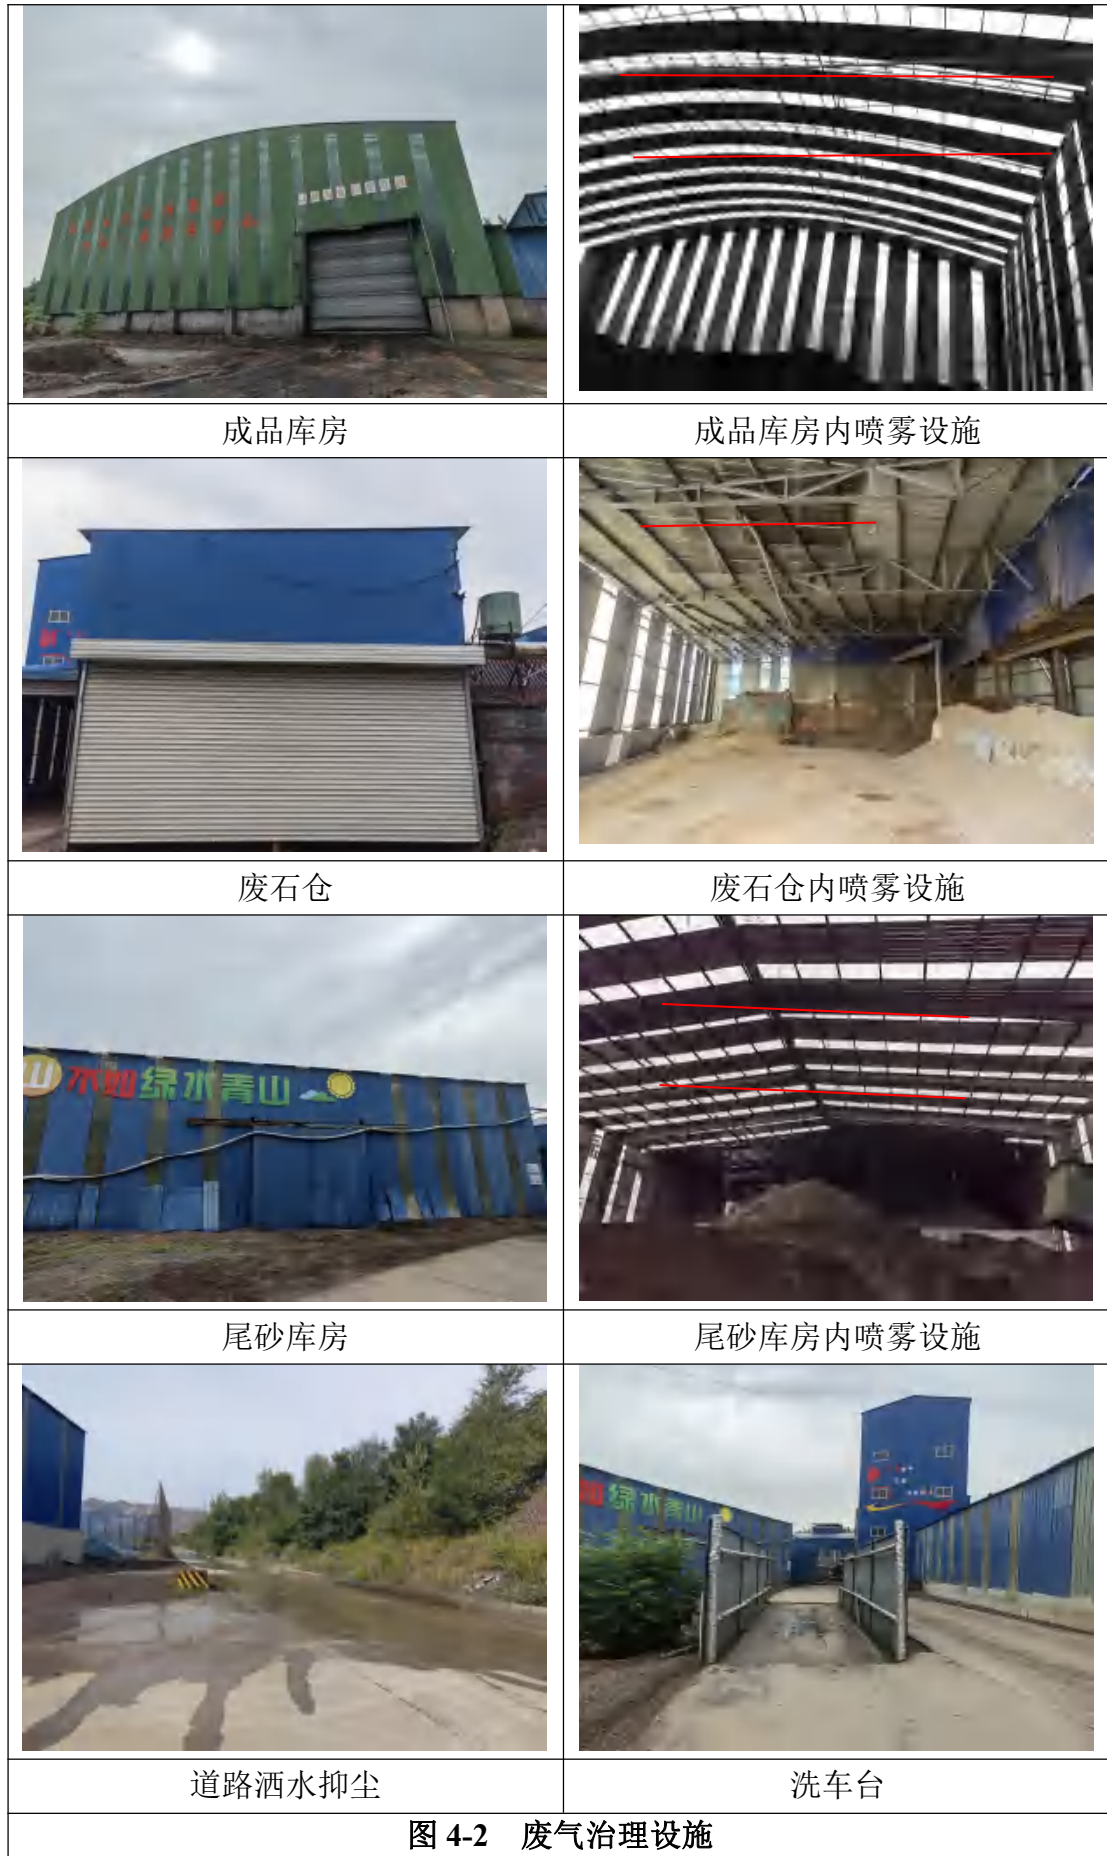 成品库房
成品库房内喷雾设施
废石仓
废石仓内喷雾设施
山 不如绿水青山
尾砂库房
尾砂库房内喷雾设施
如绿水青山
道路洒水抑尘
洗车台
图 4-2 废气治理设施